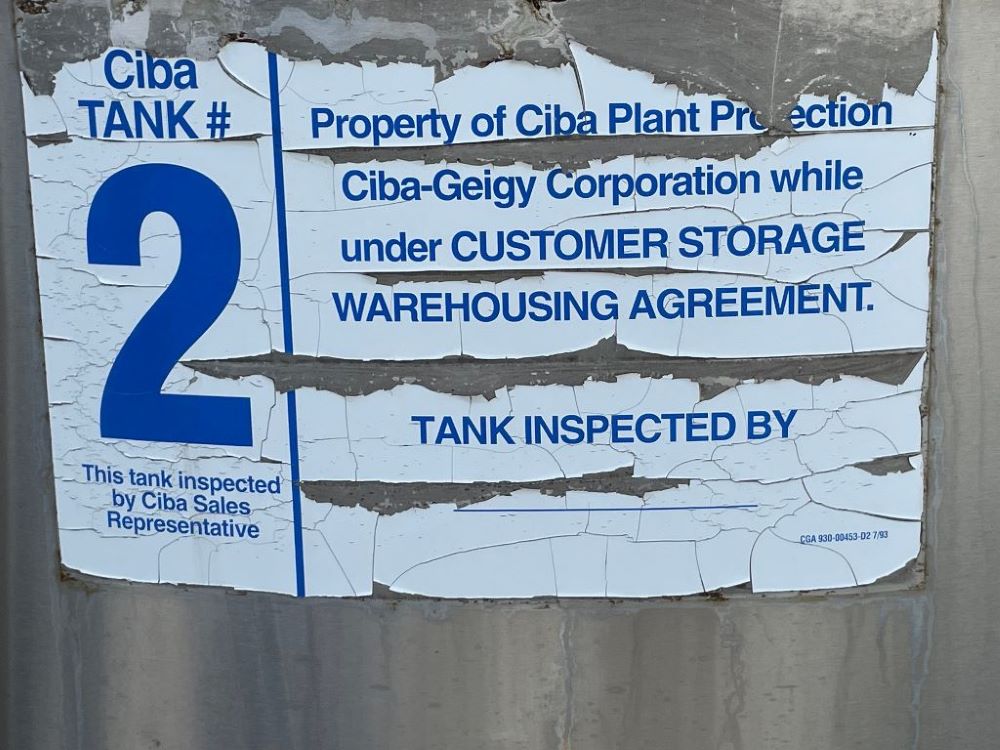 Ciba
TANK #
2
This tank inspected
by Ciba Sales
Representative
Property of Ciba Plant Pro ection
Ciba-Geigy Corporation while
under CUSTOMER STORAGE
WAREHOUSING AGREEMENT.
TANK INSPECTED BY
CGA 930-00453-D2 7/93